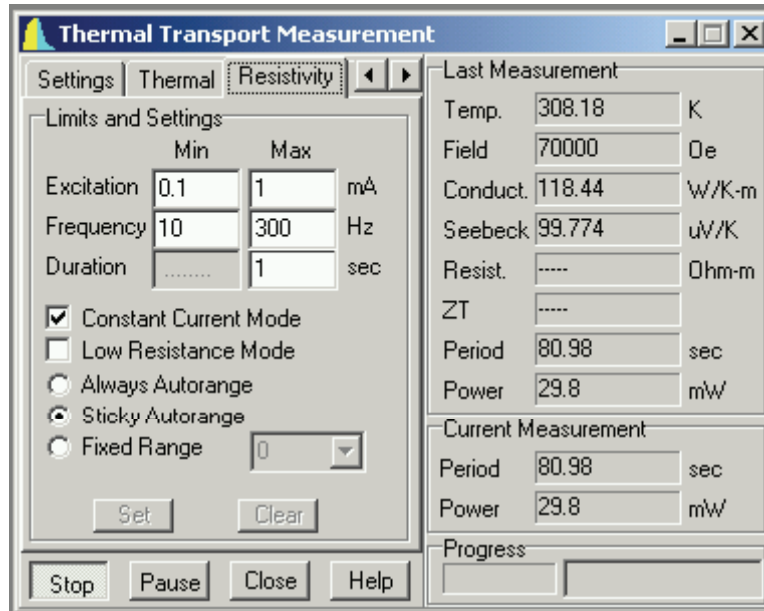 Thermal Transport Measurement
Settings Thermal Resistivity
Limits and Settings
Min Max
Excitation 0.1 1 mA
Frequency 10 300 Hz
Duration ........ 1 sec
Constant Current Mode
Low Resistance Mode
Always Autorange
Sticky Autorange
Fixed Range 0
Set Clear
Stop Pause Close Help
Last Measurement
Temp. 308.18 K
Field 70000 Oe
Conduct. 118.44 W/K-m
Seebeck 99.774 uV/K
Resist. ----- Ohm-m
ZT -----
Period 80.98 sec
Power 29.8 mW
Current Measurement
Period 80.98 sec
Power 29.8 mW
Progress